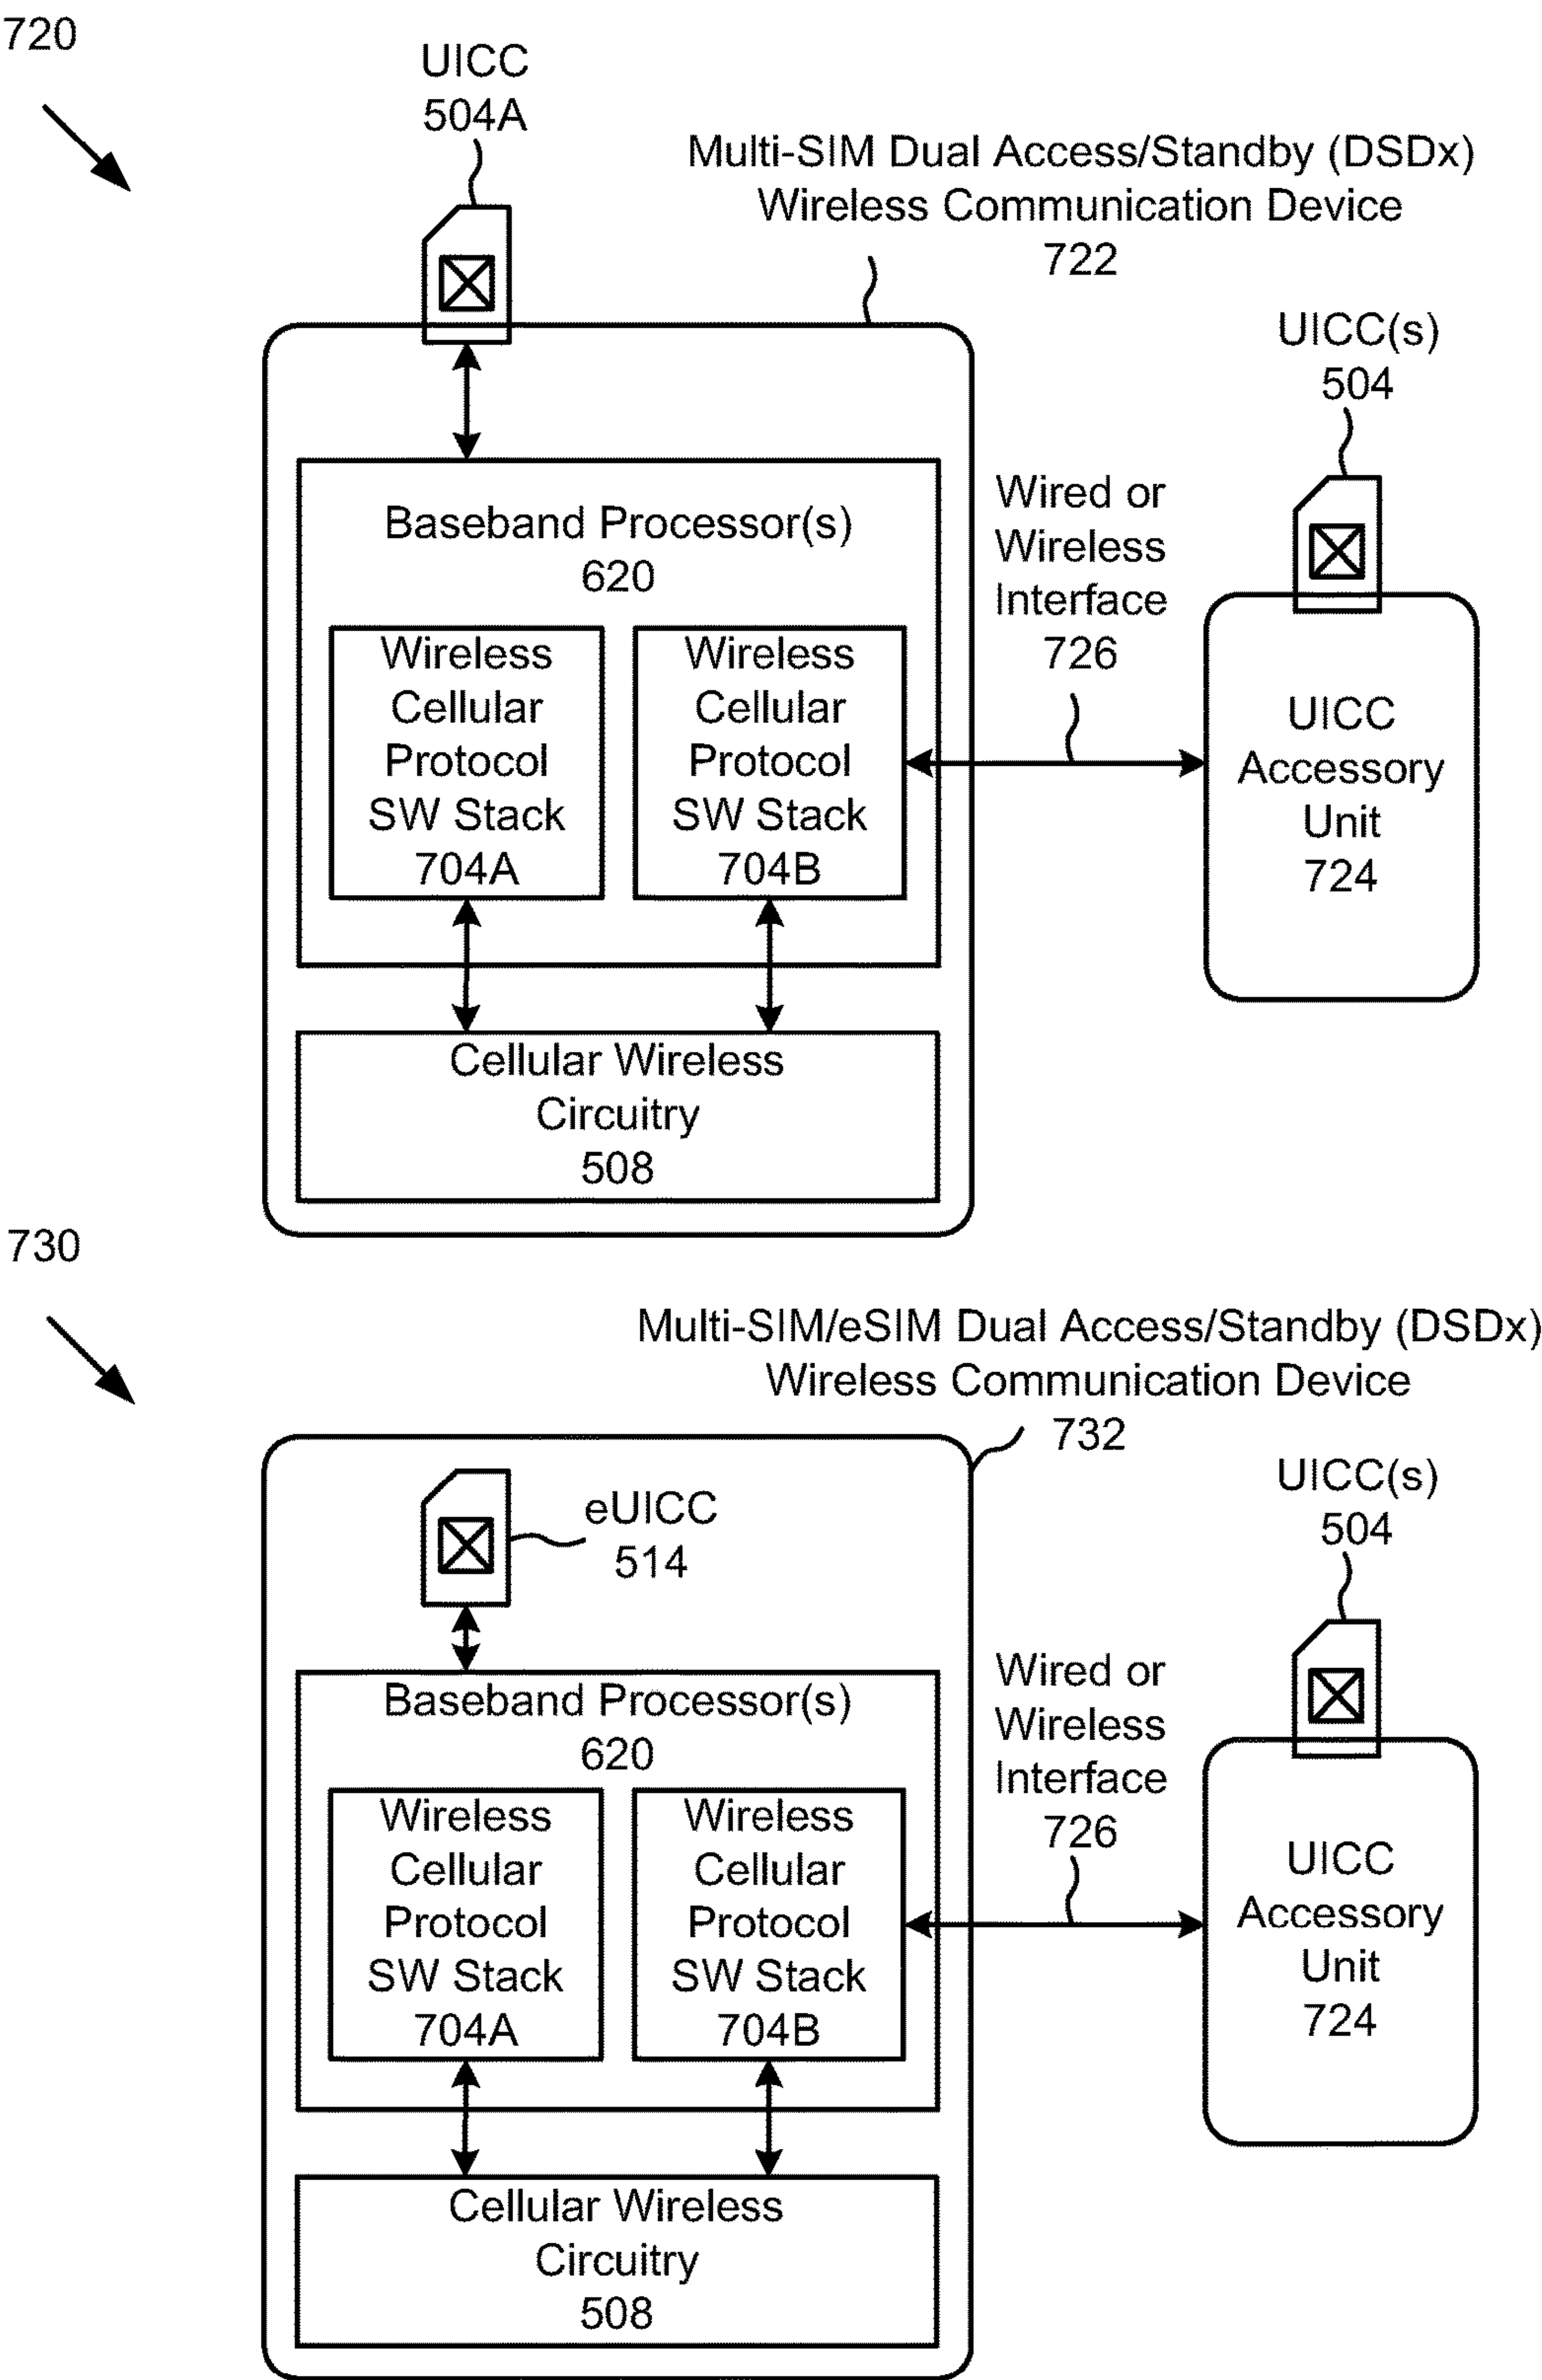 720
UICC
504A
Multi-SIM Dual Access/Standby (DSDx)
Wireless Communication Device
722
UICC(s)
504
Baseband Processor(s)
620
Wired or
Wireless
Interface
726
Wireless
Cellular
Protocol
SW Stack
704A
Wireless
Cellular
Protocol
SW Stack
704B
UICC
Accessory
Unit
724
Cellular Wireless
Circuitry
508
730
Multi-SIM/eSIM Dual Access/Standby (DSDx)
Wireless Communication Device
732
eUICC
514
UICC(s)
504
Baseband Processor(s)
620
Wired or
Wireless
Interface
726
Wireless
Cellular
Protocol
SW Stack
704A
Wireless
Cellular
Protocol
SW Stack
704B
UICC
Accessory
Unit
724
Cellular Wireless
Circuitry
508